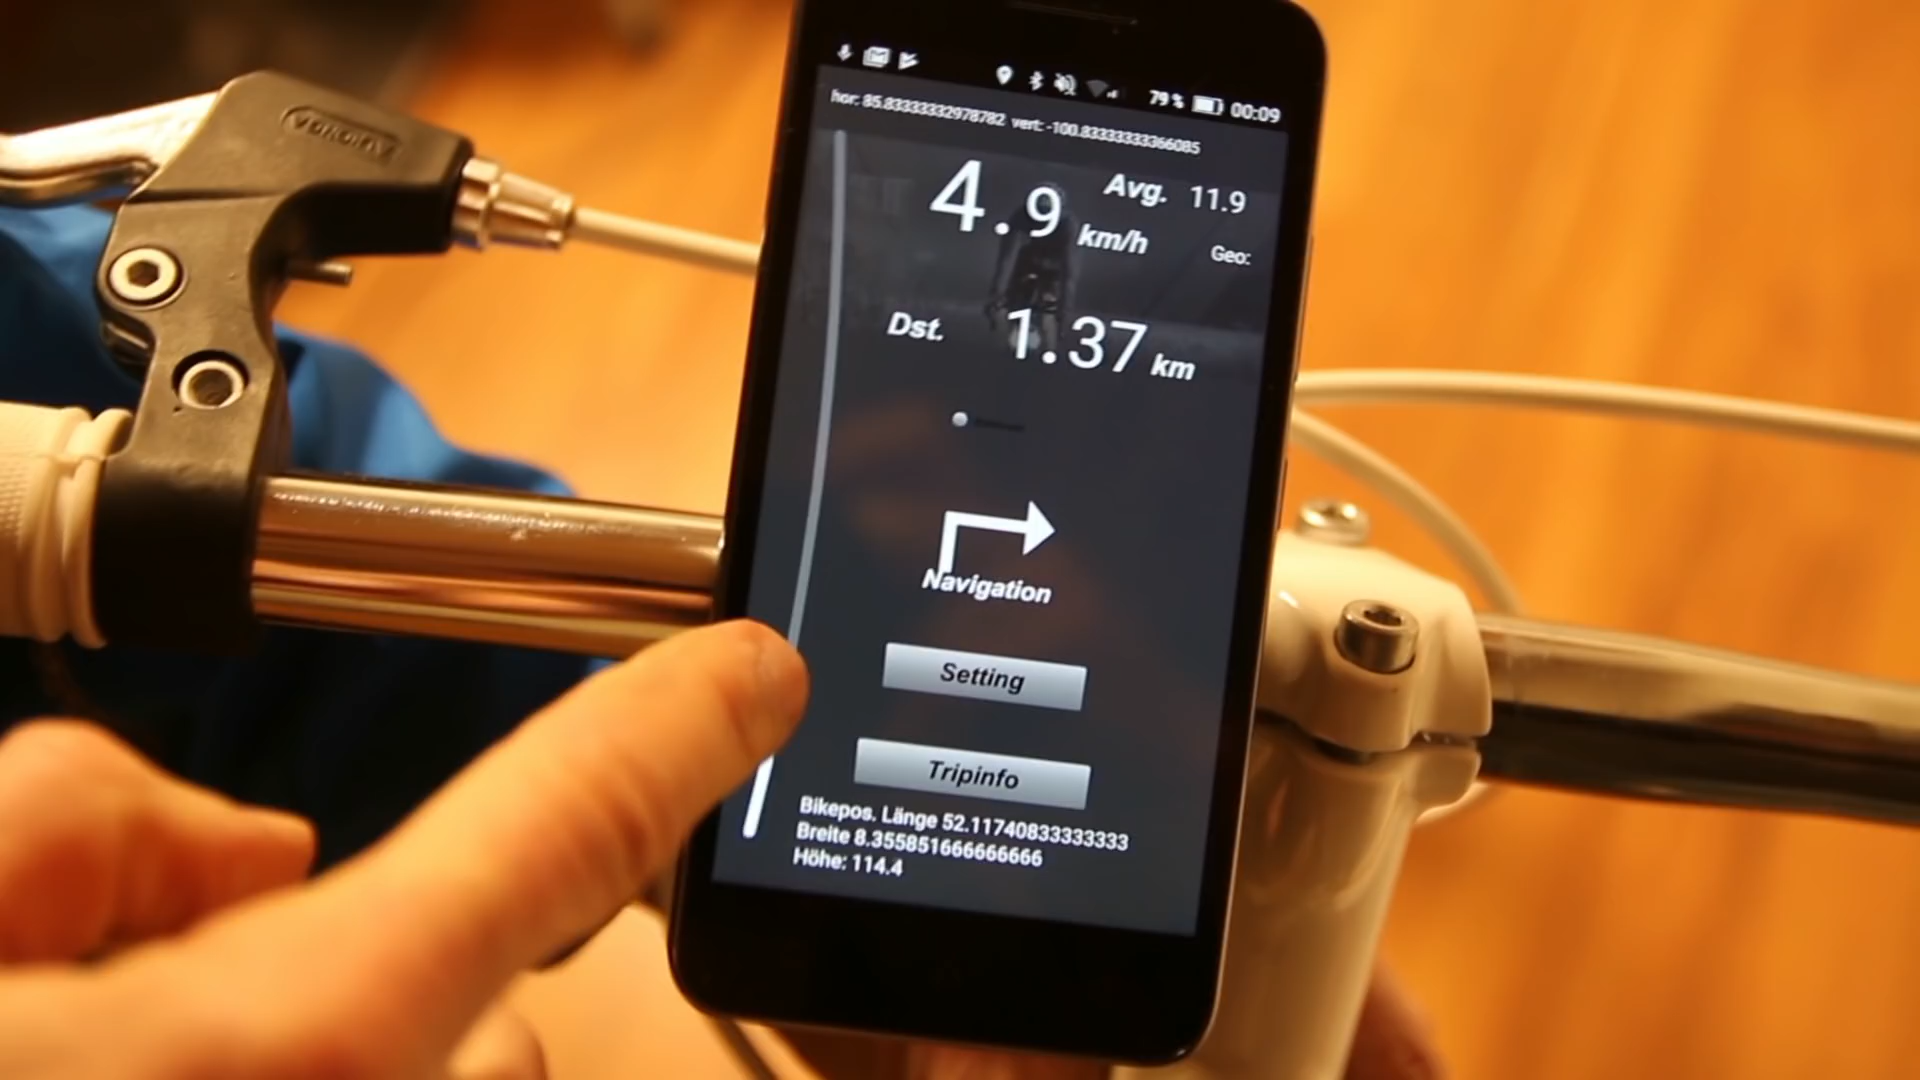 79 % 00:09
hor: 85.83333332978782 vert: -100.83333333366085
4.9 km/h Avg. 11.9
Geo:
Dst. 1.37 km
Navigation
Setting
Tripinfo
Bikepos. Länge 52.11740833333333
Breite 8.355851666666666
Höhe: 114.4